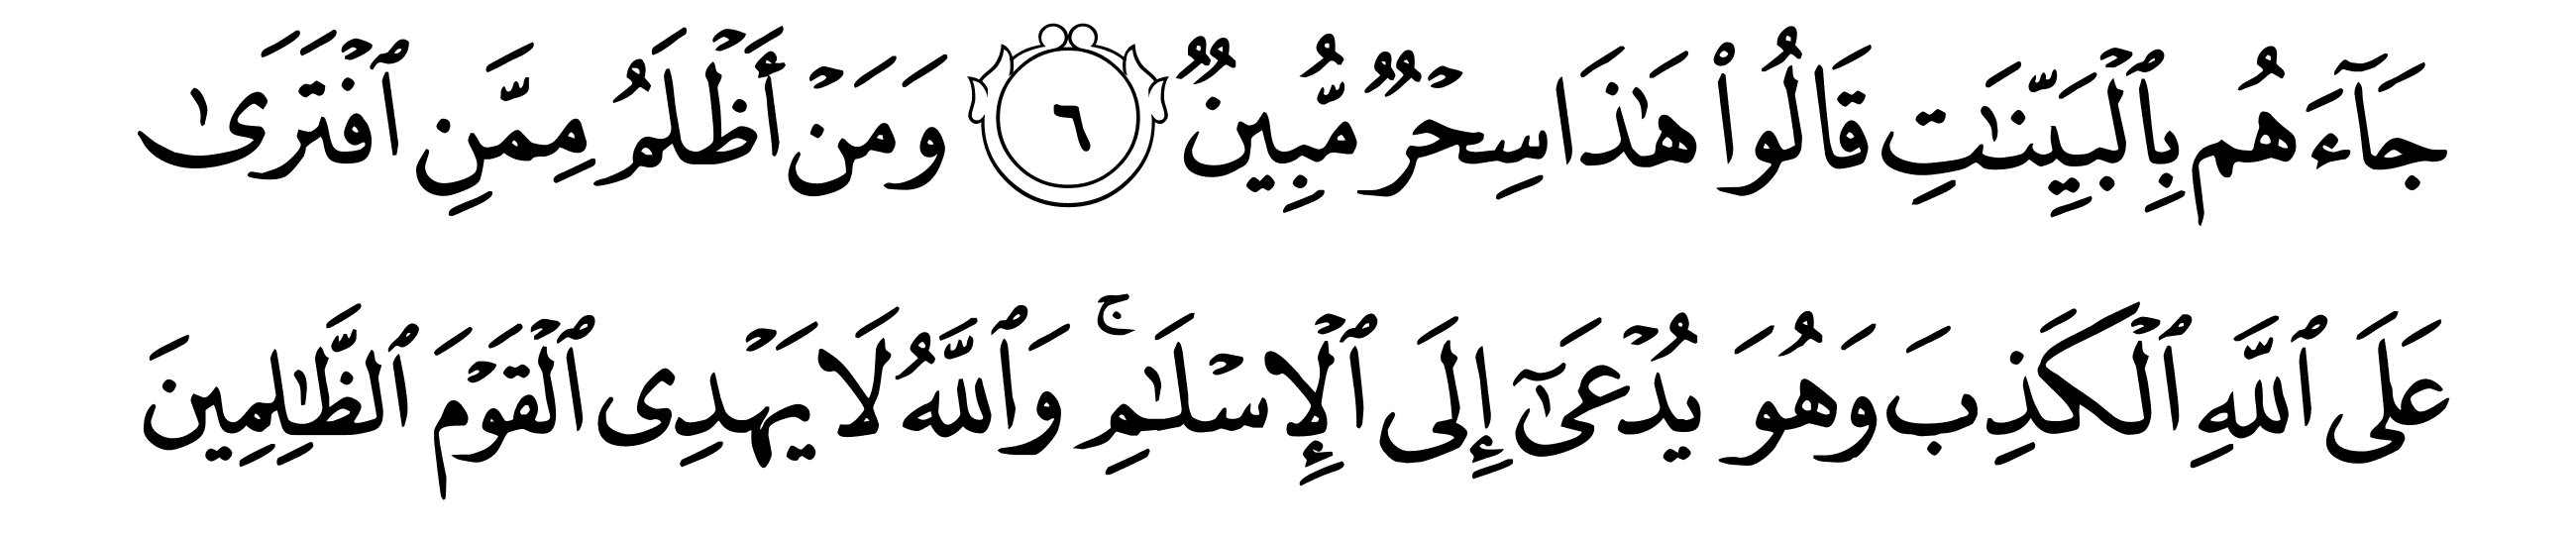 جَآءَهُم بِٱلْبَيِّنَـٰتِ قَالُوا۟ هَـٰذَا سِحْرٌ مُّبِينٌ ٦ وَمَنْ أَظْلَمُ مِمَّنِ ٱفْتَرَىٰ
عَلَى ٱللَّهِ ٱلْكَذِبَ وَهُوَ يُدْعَىٰٓ إِلَى ٱلْإِسْلَـٰمِ ۚ وَٱللَّهُ لَا يَهْدِى ٱلْقَوْمَ ٱلظَّـٰلِمِينَ